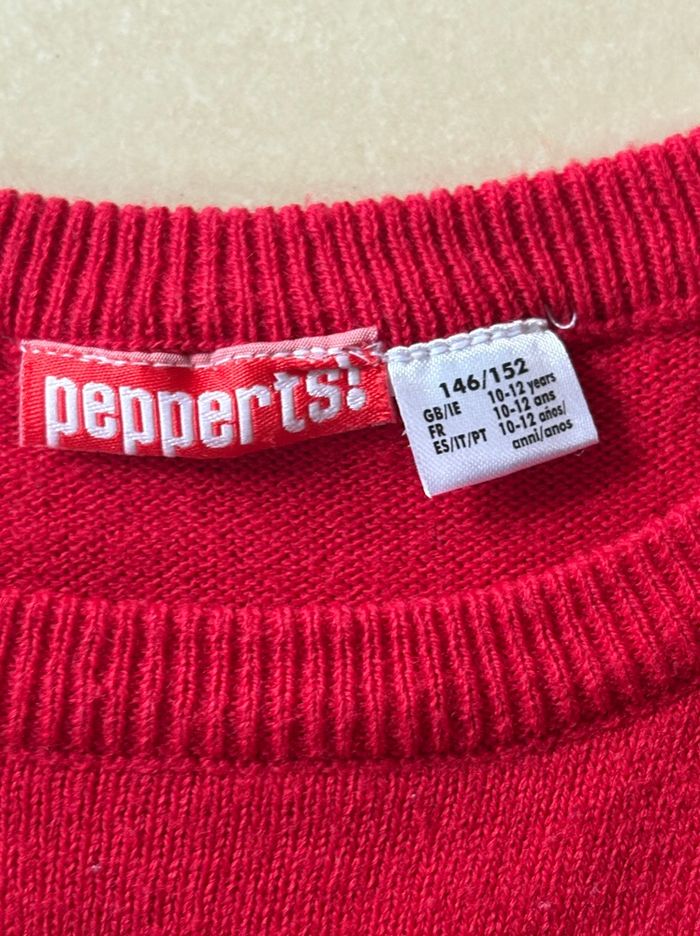 pepperts!
146/152
GB/IE 10-12 years
FR 10-12 ans
ES/IT/PT 10-12 años/
anni/anos